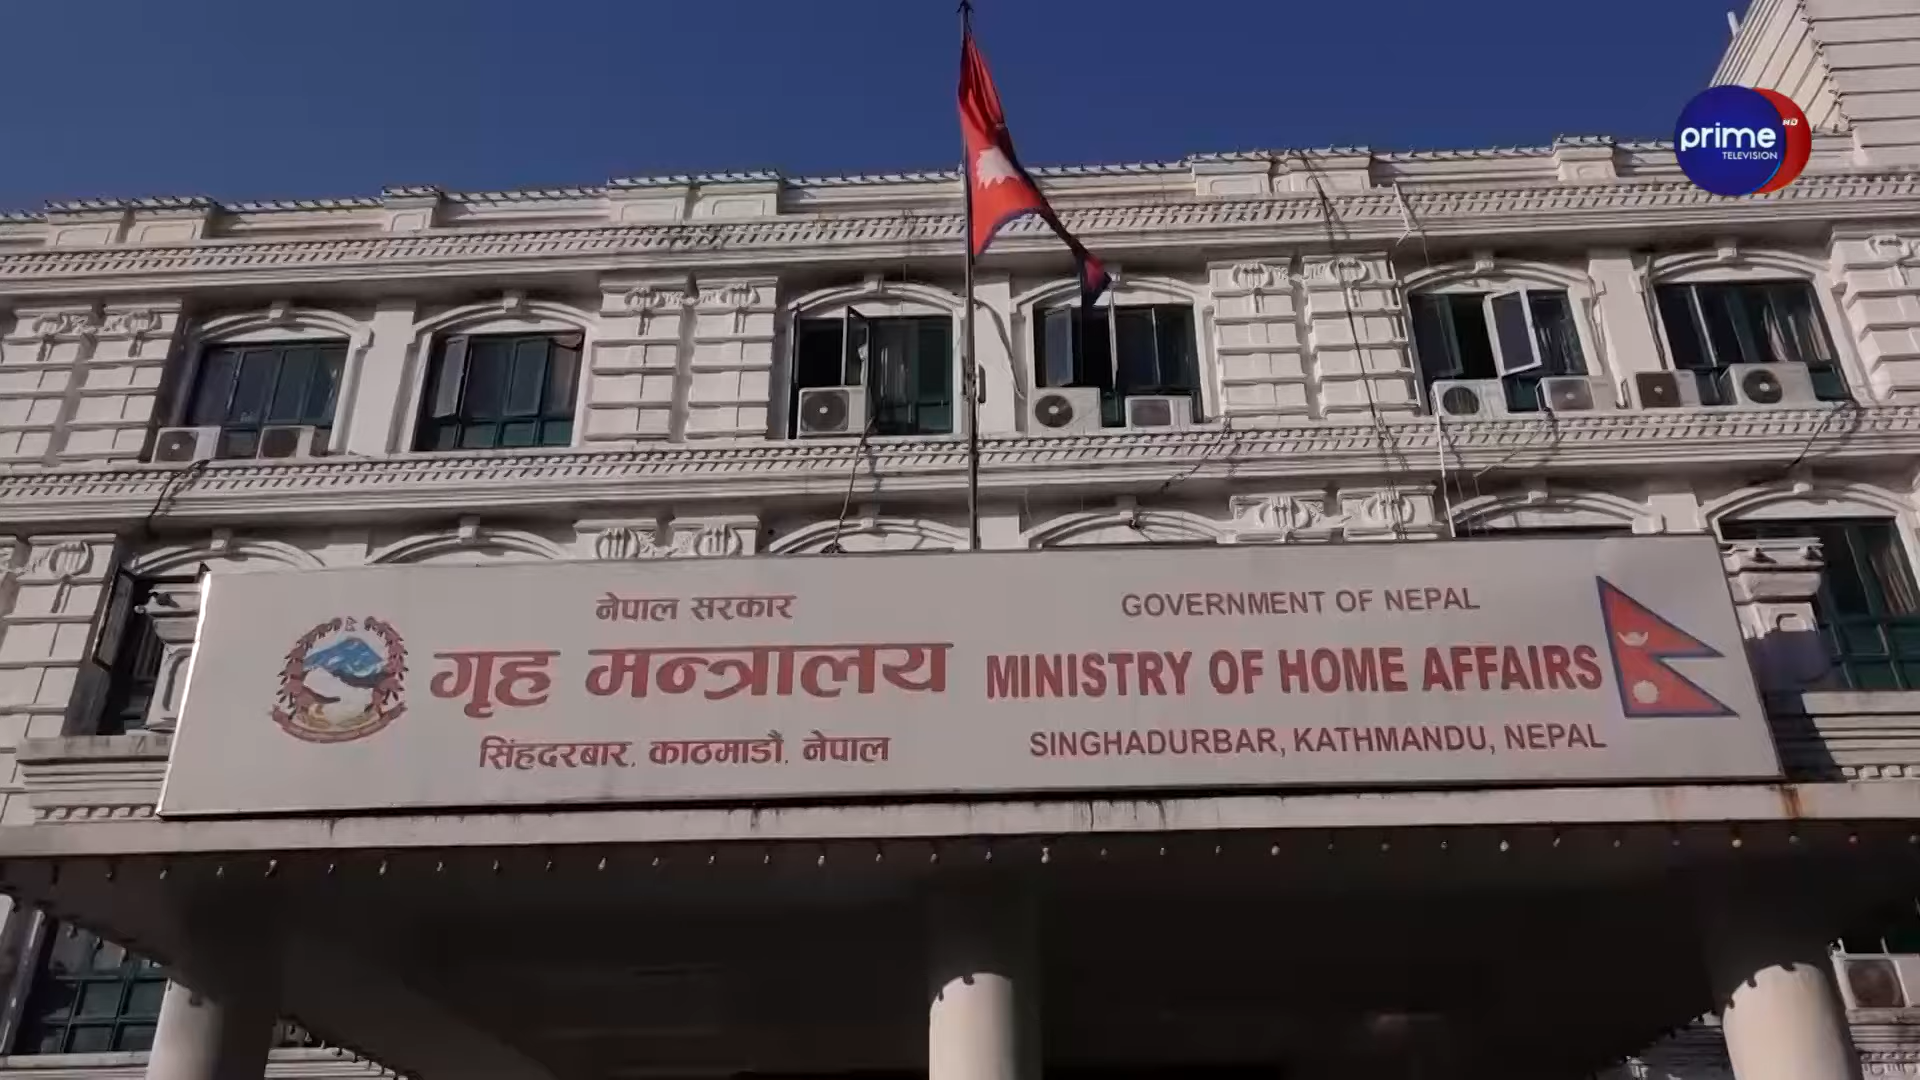 prime
HD
TELEVISION
नेपाल सरकार
गृह मन्त्रालय
सिंहदरबार, काठमाडौं, नेपाल
GOVERNMENT OF NEPAL
MINISTRY OF HOME AFFAIRS
SINGHADURBAR, KATHMANDU, NEPAL